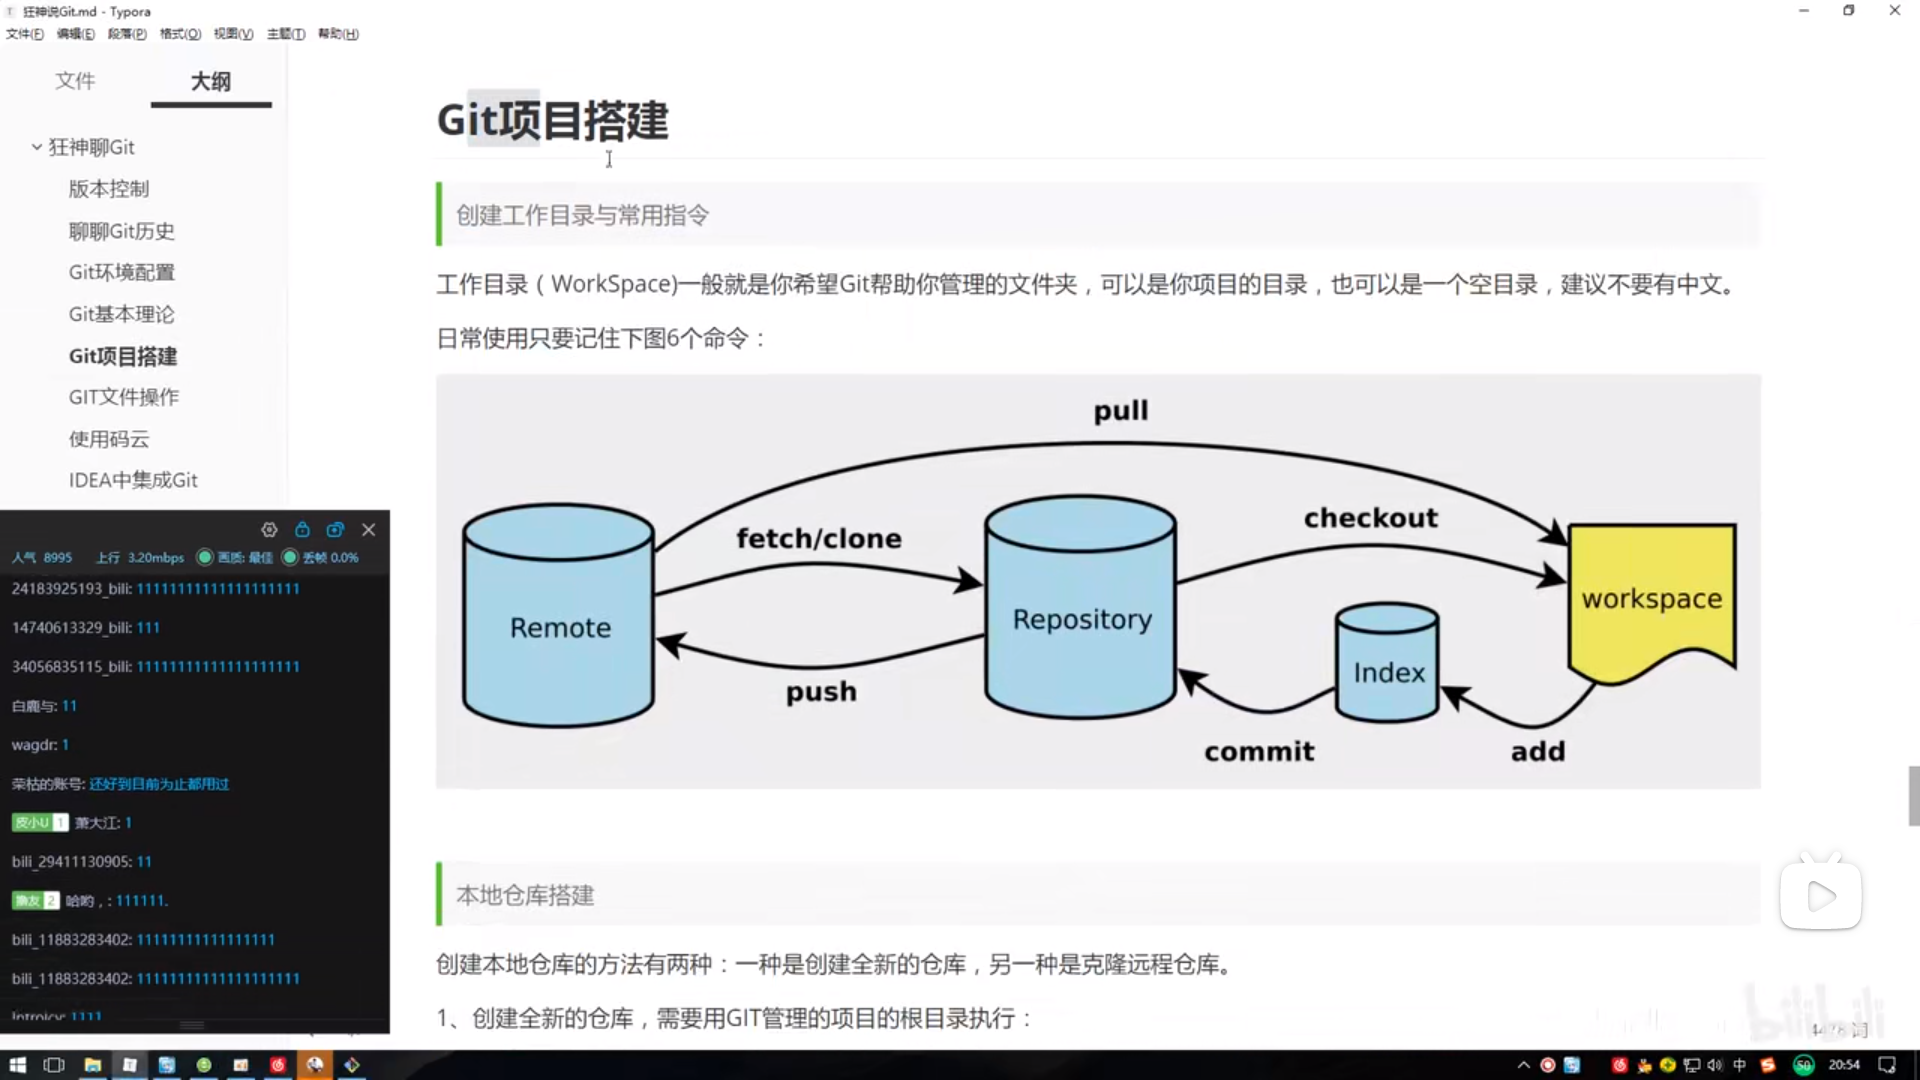 狂神说Git.md - Typora
文件(F) 编辑(E) 段落(P) 格式(O) 视图(V) 主题(T) 帮助(H)
文件 大纲
狂神聊Git
版本控制
聊聊Git历史
Git环境配置
Git基本理论
Git项目搭建
GIT文件操作
使用码云
IDEA中集成Git
Git项目搭建
创建工作目录与常用指令
工作目录（WorkSpace)一般就是你希望Git帮助你管理的文件夹，可以是你项目的目录，也可以是一个空目录，建议不要有中文。
日常使用只要记住下图6个命令：
pull
fetch/clone
checkout
Remote
Repository
workspace
Index
push
commit
add
本地仓库搭建
创建本地仓库的方法有两种：一种是创建全新的仓库，另一种是克隆远程仓库。
1、创建全新的仓库，需要用GIT管理的项目的根目录执行：
人气 8995 上行 3.20mbps 画质: 最佳 丢帧 0.0%
24183925193_bili: 11111111111111111111
14740613329_bili: 111
34056835115_bili: 11111111111111111111
白鹿与: 11
wagdr: 1
荣枯的账号: 还好到目前为止都用过
皮小U 1 萧大江: 1
bili_29411130905: 11
2 哈哟，: 111111.
bili_11883283402: 11111111111111111
bili_11883283402: 11111111111111111111
bilibili
中
50
20:54